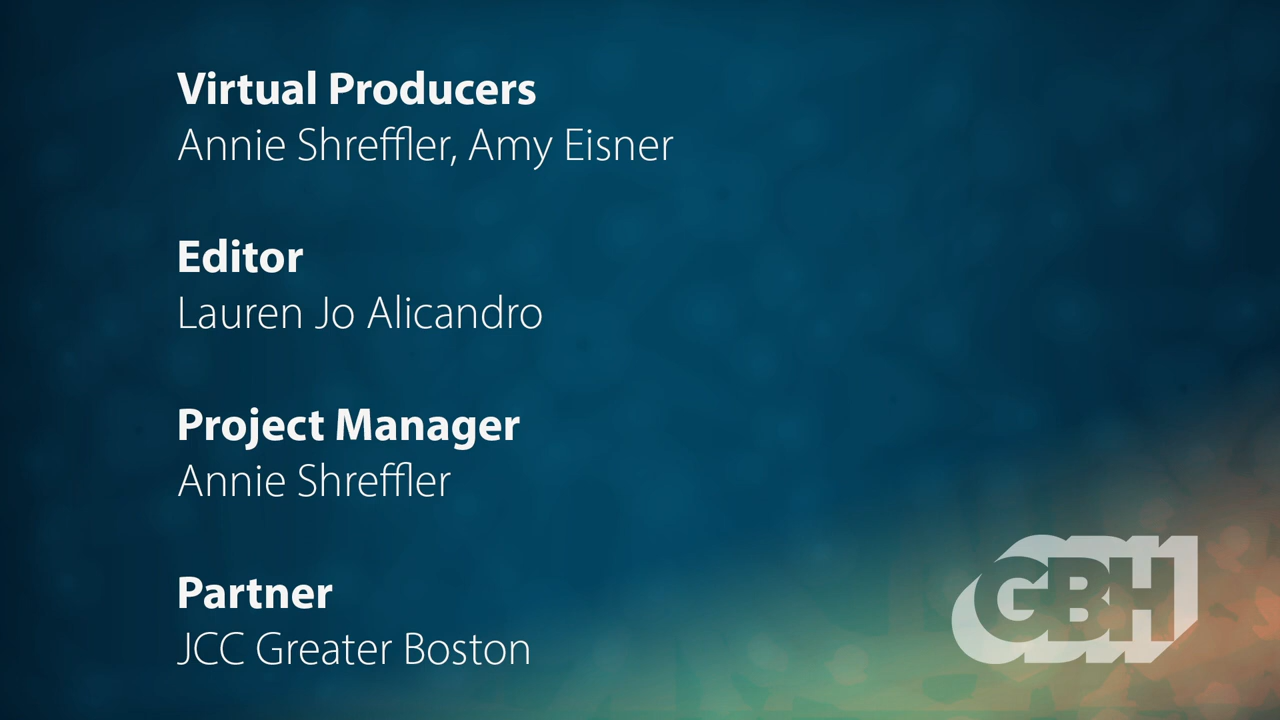 Virtual Producers
Annie Shreffler, Amy Eisner
Editor
Lauren Jo Alicandro
Project Manager
Annie Shreffler
Partner
JCC Greater Boston
GBH